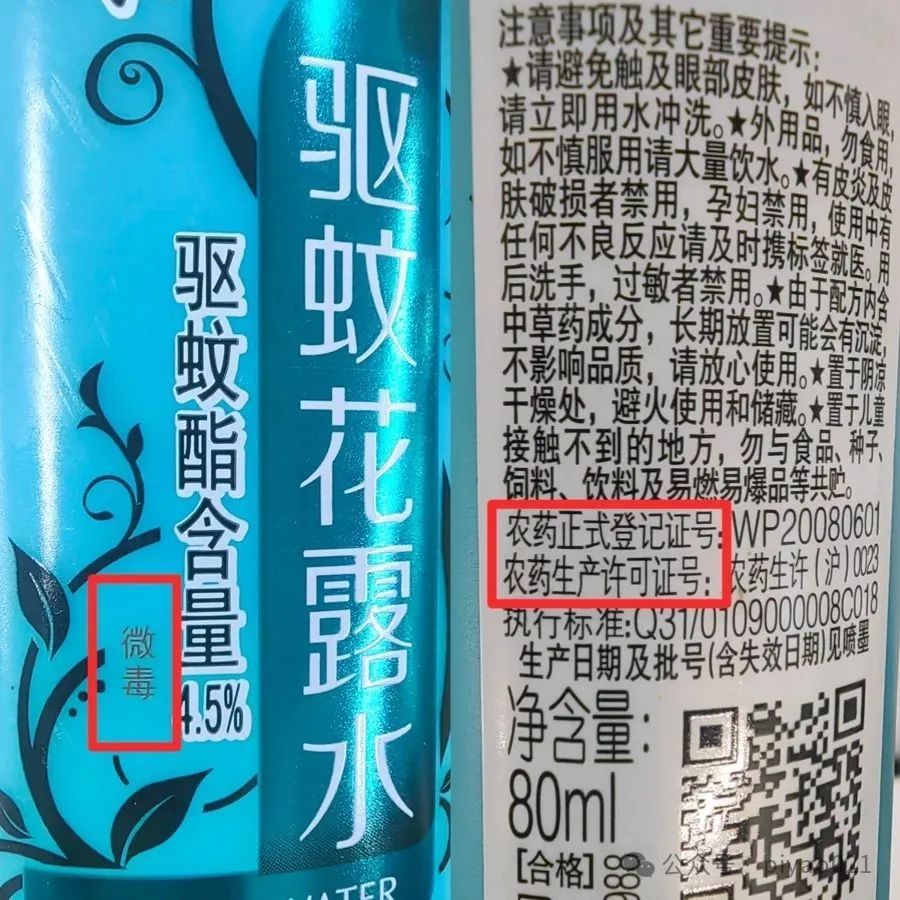 驱蚊花露水
驱蚊酯含量4.5%
微毒
WATER
注意事项及其它重要提示:
★请避免触及眼部皮肤，如不慎入眼,
请立即用水冲洗。★外用品，勿食用,
如不慎服用请大量饮水。★有皮炎及皮
肤破损者禁用，孕妇禁用，使用中有
任何不良反应请及时携标签就医。用
后洗手，过敏者禁用。★由于配方内含
中草药成分，长期放置可能会有沉淀,
不影响品质，请放心使用。★置于阴凉
干燥处，避火使用和储藏。★置于儿童
接触不到的地方，勿与食品、种子、
饲料、饮料及易燃易爆品等共贮。
农药正式登记证号:WP20080601
农药生产许可证号:农药生许(沪)0023
执行标准:Q31/0109000008C018
生产日期及批号(含失效日期)见喷墨
净含量:
80ml
[合格]
公众号